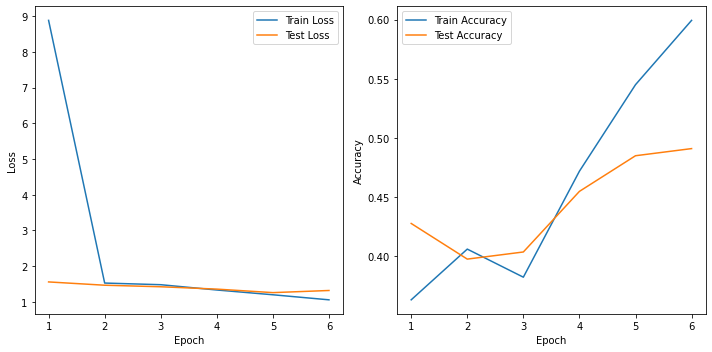 9
8
7
6
5
4
3
2
1
Loss
1 2 3 4 5 6
Epoch
Train Loss
Test Loss
0.60
0.55
0.50
0.45
0.40
Accuracy
1 2 3 4 5 6
Epoch
Train Accuracy
Test Accuracy